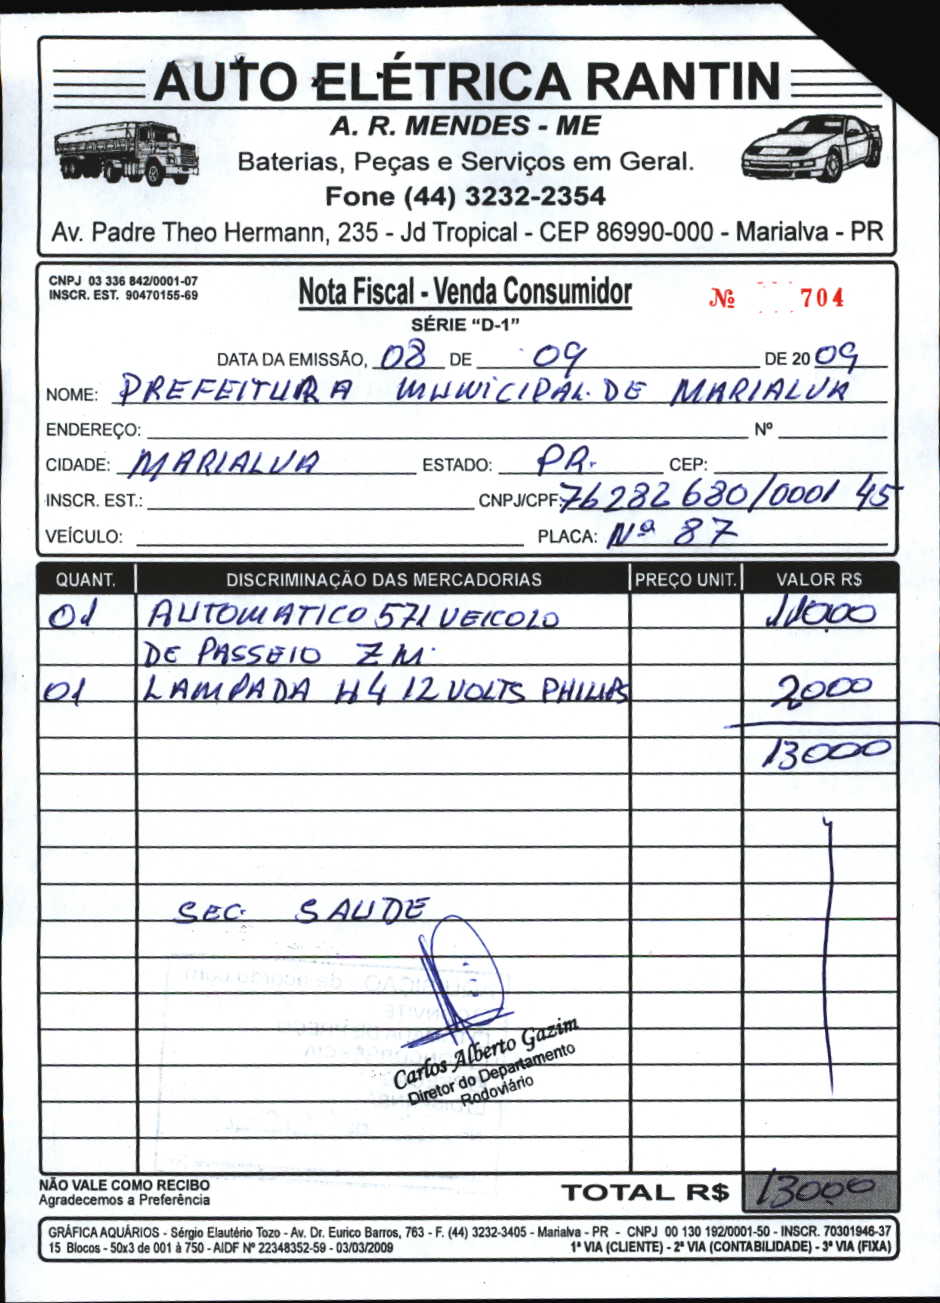 AUTO ELÉTRICA RANTIN
A. R. MENDES - ME
Baterias, Peças e Serviços em Geral.
Fone (44) 3232-2354
Av. Padre Theo Hermann, 235 - Jd Tropical - CEP 86990-000 - Marialva - PR
CNPJ 03 336 842/0001-07
INSCR. EST. 90470155-69
Nota Fiscal - Venda Consumidor
Nº 704
SÉRIE "D-1"
DATA DA EMISSÃO, 08 DE 09 DE 2009
NOME: PREFEITURA MUNICIPAL DE MARIALVA
ENDEREÇO: Nº
CIDADE: MARIALVA ESTADO: PR. CEP:
INSCR. EST.: CNPJ/CPF: 76282680/0001 45
VEÍCULO: PLACA: Nª 87
QUANT. DISCRIMINAÇÃO DAS MERCADORIAS PREÇO UNIT. VALOR R$
01 AUTOMATICO 571 VEICOLO 11000
DE PASSEIO Z M.
01 LAMPADA H4 12 VOLTS PHILIPS 2000
13000
SEC. SAUDE
Carlos Alberto Gazim
Diretor do Departamento
Rodoviário
NÃO VALE COMO RECIBO
Agradecemos a Preferência
TOTAL R$ 13000
GRÁFICA AQUÁRIOS - Sérgio Elautério Tozo - Av. Dr. Eurico Barros, 763 - F. (44) 3232-3405 - Marialva - PR - CNPJ 00 130 192/0001-50 - INSCR. 70301946-37
15 Blocos - 50x3 de 001 à 750 - AIDF Nº 22348352-59 - 03/03/2009 1ª VIA (CLIENTE) - 2ª VIA (CONTABILIDADE) - 3ª VIA (FIXA)